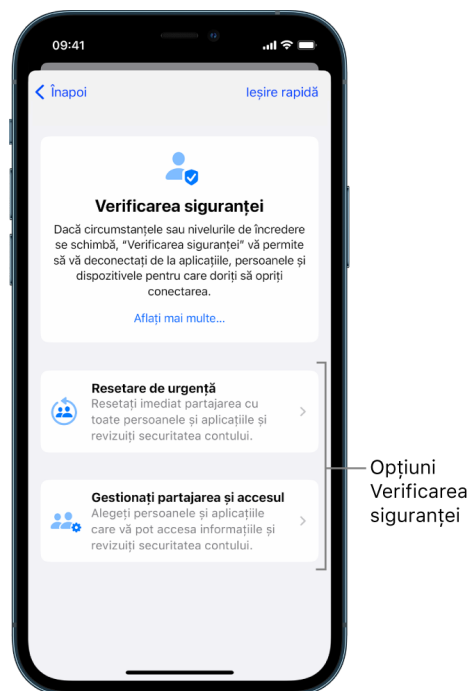 09:41
Înapoi
Ieșire rapidă
Verificarea siguranței
Dacă circumstanțele sau nivelurile de încredere
se schimbă, “Verificarea siguranței” vă permite
să vă deconectați de la aplicațiile, persoanele și
dispozitivele pentru care doriți să opriți
conectarea.
Aflați mai multe...
Resetare de urgență
Resetați imediat partajarea cu
toate persoanele și aplicațiile și
revizuiți securitatea contului.
Gestionați partajarea și accesul
Alegeți persoanele și aplicațiile
care vă pot accesa informațiile și
revizuiți securitatea contului.
Opțiuni
Verificarea
siguranței